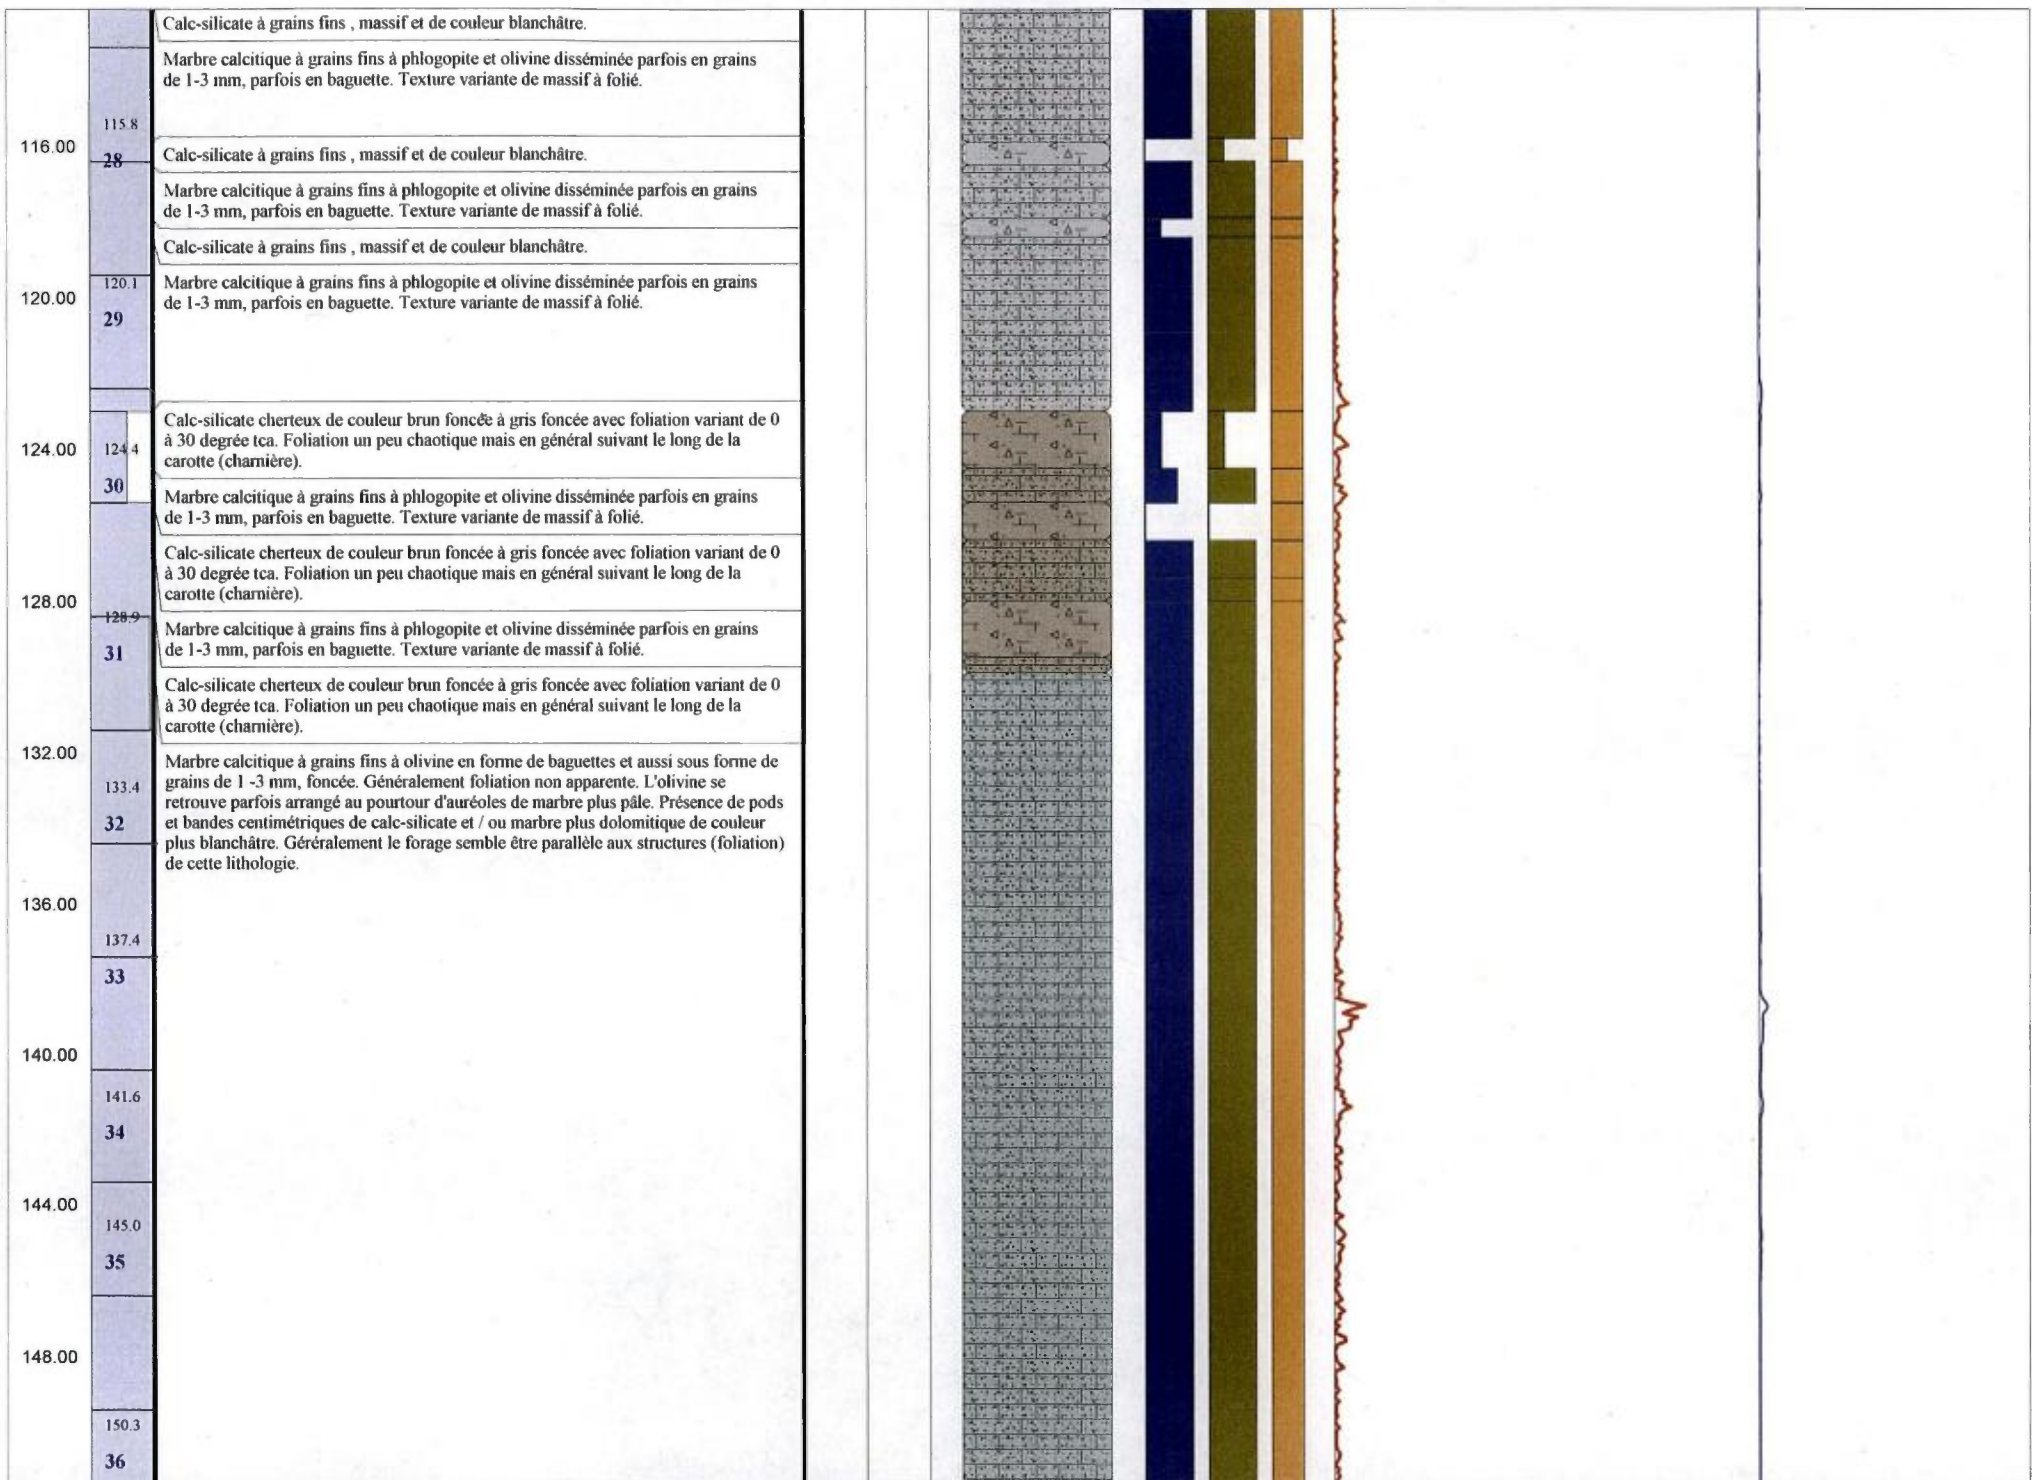 Calc-silicate à grains fins , massif et de couleur blanchâtre.
Marbre calcitique à grains fins à phlogopite et olivine disséminée parfois en grains
de 1-3 mm, parfois en baguette. Texture variante de massif à folié.
115.8
116.00
28
Calc-silicate à grains fins , massif et de couleur blanchâtre.
Marbre calcitique à grains fins à phlogopite et olivine disséminée parfois en grains
de 1-3 mm, parfois en baguette. Texture variante de massif à folié.
Calc-silicate à grains fins , massif et de couleur blanchâtre.
120.1
120.00
29
Marbre calcitique à grains fins à phlogopite et olivine disséminée parfois en grains
de 1-3 mm, parfois en baguette. Texture variante de massif à folié.
Calc-silicate cherteux de couleur brun foncée à gris foncée avec foliation variant de 0
à 30 degrée tca. Foliation un peu chaotique mais en général suivant le long de la
carotte (charnière).
124.00
124.4
30
Marbre calcitique à grains fins à phlogopite et olivine disséminée parfois en grains
de 1-3 mm, parfois en baguette. Texture variante de massif à folié.
Calc-silicate cherteux de couleur brun foncée à gris foncée avec foliation variant de 0
à 30 degrée tca. Foliation un peu chaotique mais en général suivant le long de la
carotte (charnière).
128.00
128.9
31
Marbre calcitique à grains fins à phlogopite et olivine disséminée parfois en grains
de 1-3 mm, parfois en baguette. Texture variante de massif à folié.
Calc-silicate cherteux de couleur brun foncée à gris foncée avec foliation variant de 0
à 30 degrée tca. Foliation un peu chaotique mais en général suivant le long de la
carotte (charnière).
132.00
133.4
32
Marbre calcitique à grains fins à olivine en forme de baguettes et aussi sous forme de
grains de 1 -3 mm, foncée. Généralement foliation non apparente. L'olivine se
retrouve parfois arrangé au pourtour d'auréoles de marbre plus pâle. Présence de pods
et bandes centimétriques de calc-silicate et / ou marbre plus dolomitique de couleur
plus blanchâtre. Géréralement le forage semble être parallèle aux structures (foliation)
de cette lithologie.
136.00
137.4
33
140.00
141.6
34
144.00
145.0
35
148.00
150.3
36